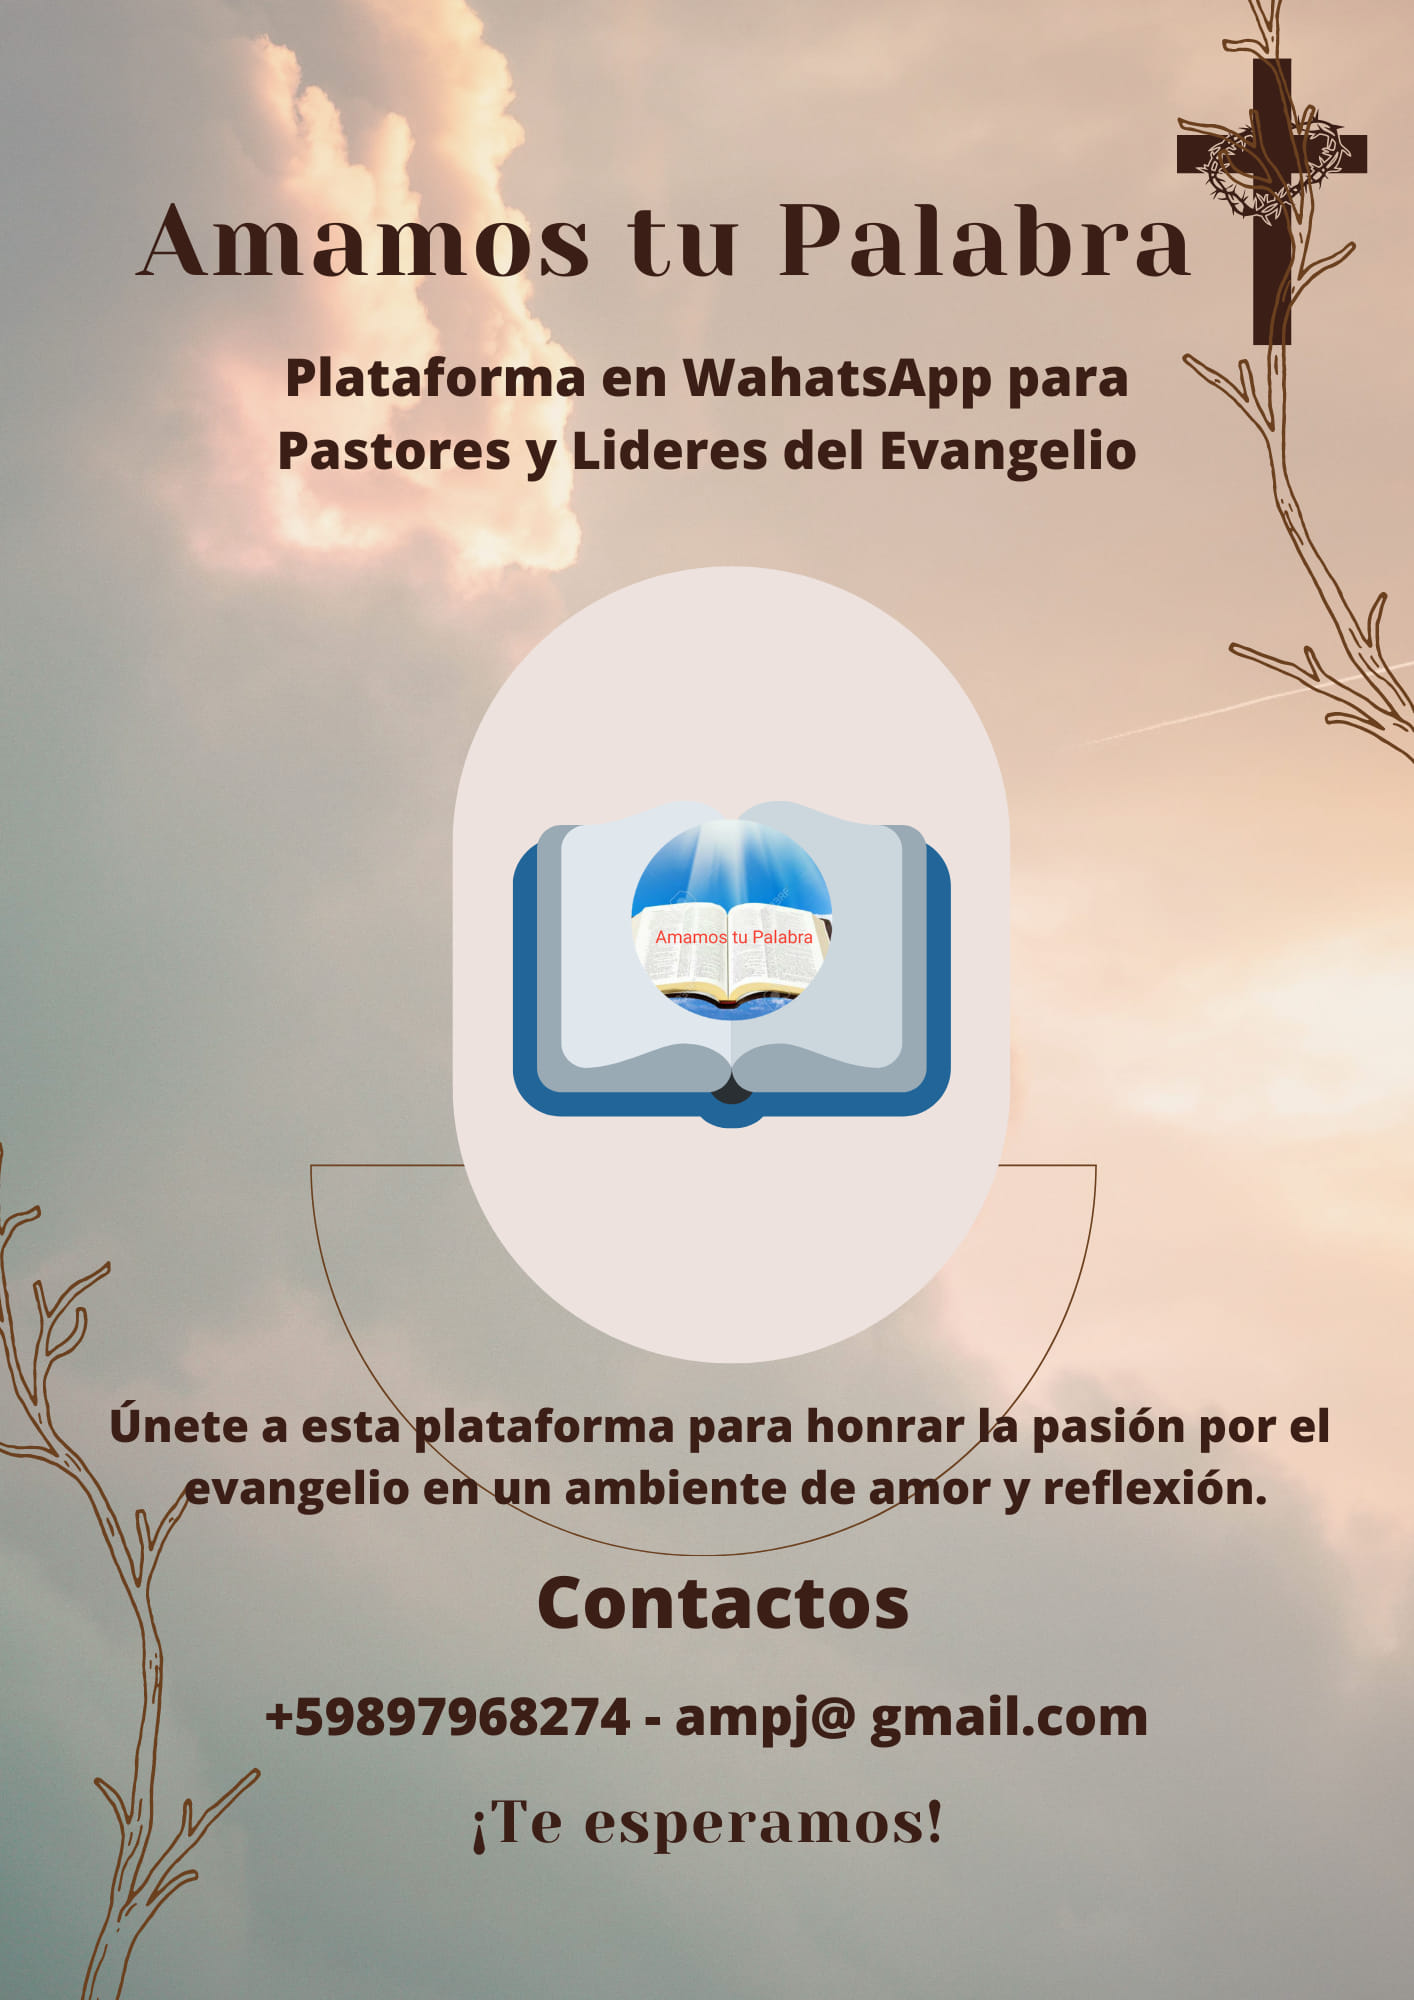 Amamos tu Palabra
Plataforma en WahatsApp para
Pastores y Lideres del Evangelio
Amamos tu Palabra
Únete a esta plataforma para honrar la pasión por el
evangelio en un ambiente de amor y reflexión.
Contactos
+59897968274 - ampj@ gmail.com
¡Te esperamos!